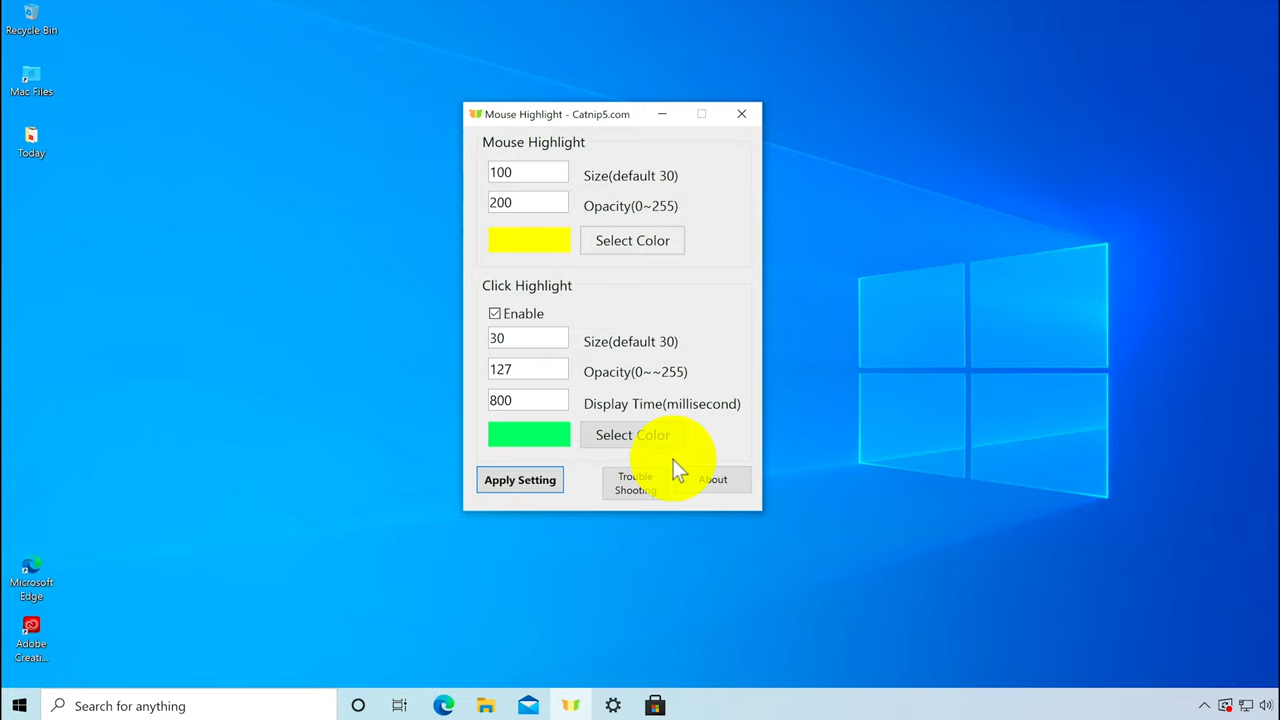 Recycle Bin
Mac Files
Today
Microsoft
Edge
Adobe
Creati...
Mouse Highlight - Catnip5.com
Mouse Highlight
100
Size(default 30)
200
Opacity(0~255)
Select Color
Click Highlight
Enable
30
Size(default 30)
127
Opacity(0~~255)
800
Display Time(millisecond)
Select Color
Apply Setting
Trouble
Shooting
About
Search for anything